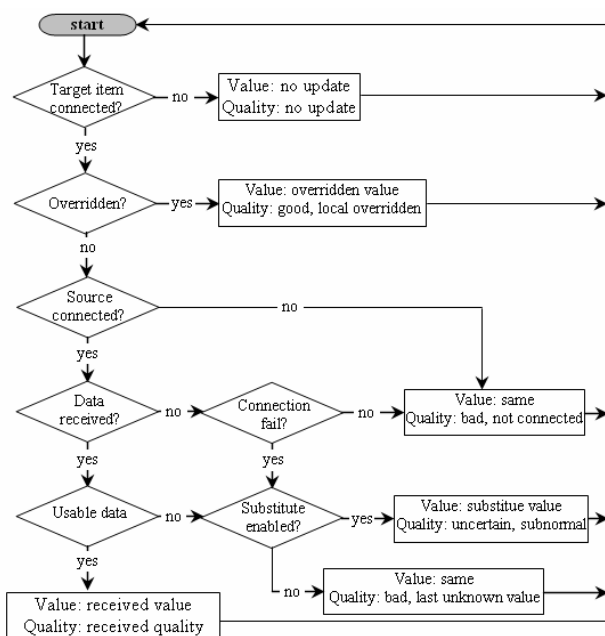 start
Target item
connected?
no
Value: no update
Quality: no update
yes
Overridden?
yes
Value: overridden value
Quality: good, local overridden
no
Source
connected?
no
yes
Data
received?
no
Connection
fail?
no
Value: same
Quality: bad, not connected
yes
yes
Usable data
no
Substitute
enabled?
yes
Value: substitue value
Quality: uncertain, subnormal
yes
no
Value: same
Quality: bad, last unknown value
Value: received value
Quality: received quality